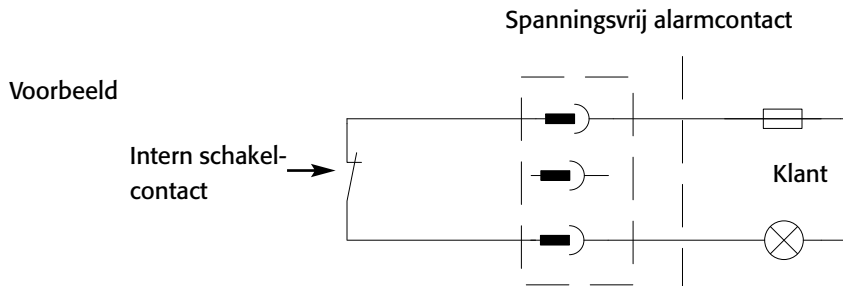 Spanningsvrij alarmcontact
Voorbeeld
Intern schakel-
contact
Klant